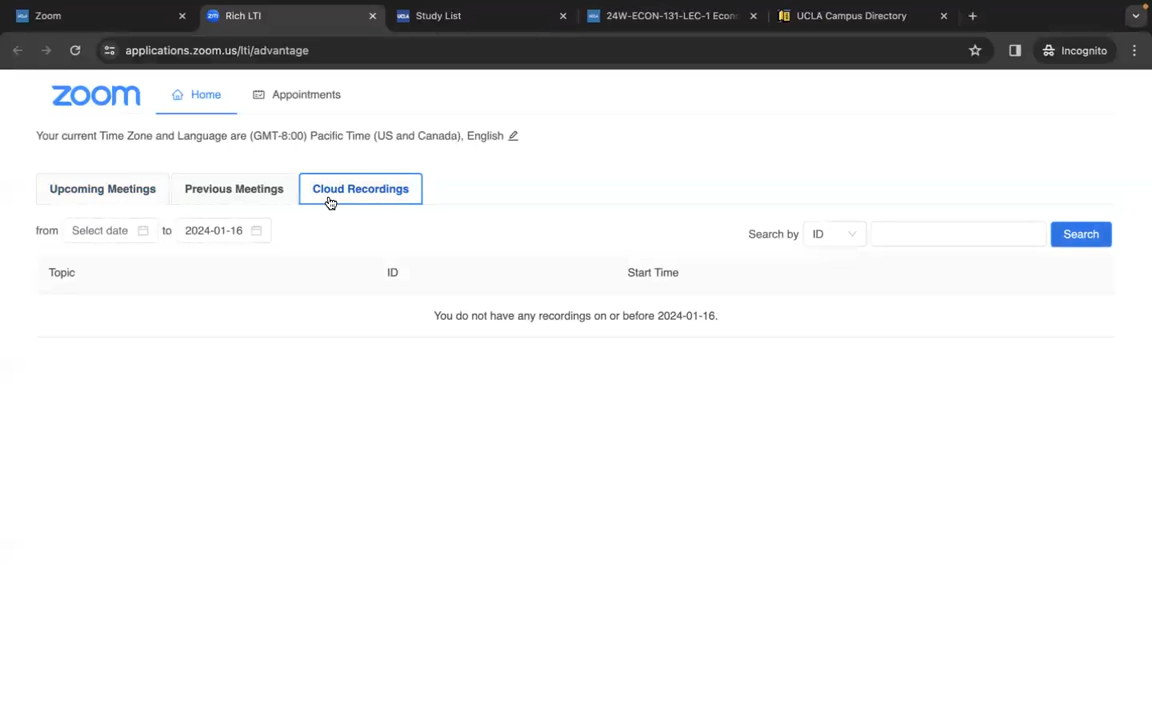 Zoom
Rich LTI
Study List
24W-ECON-131-LEC-1 Econ
UCLA Campus Directory
applications.zoom.us/lti/advantage
Incognito
zoom
Home
Appointments
Your current Time Zone and Language are (GMT-8:00) Pacific Time (US and Canada), English
Upcoming Meetings
Previous Meetings
Cloud Recordings
from Select date to 2024-01-16
Search by ID Search
Topic ID Start Time
You do not have any recordings on or before 2024-01-16.